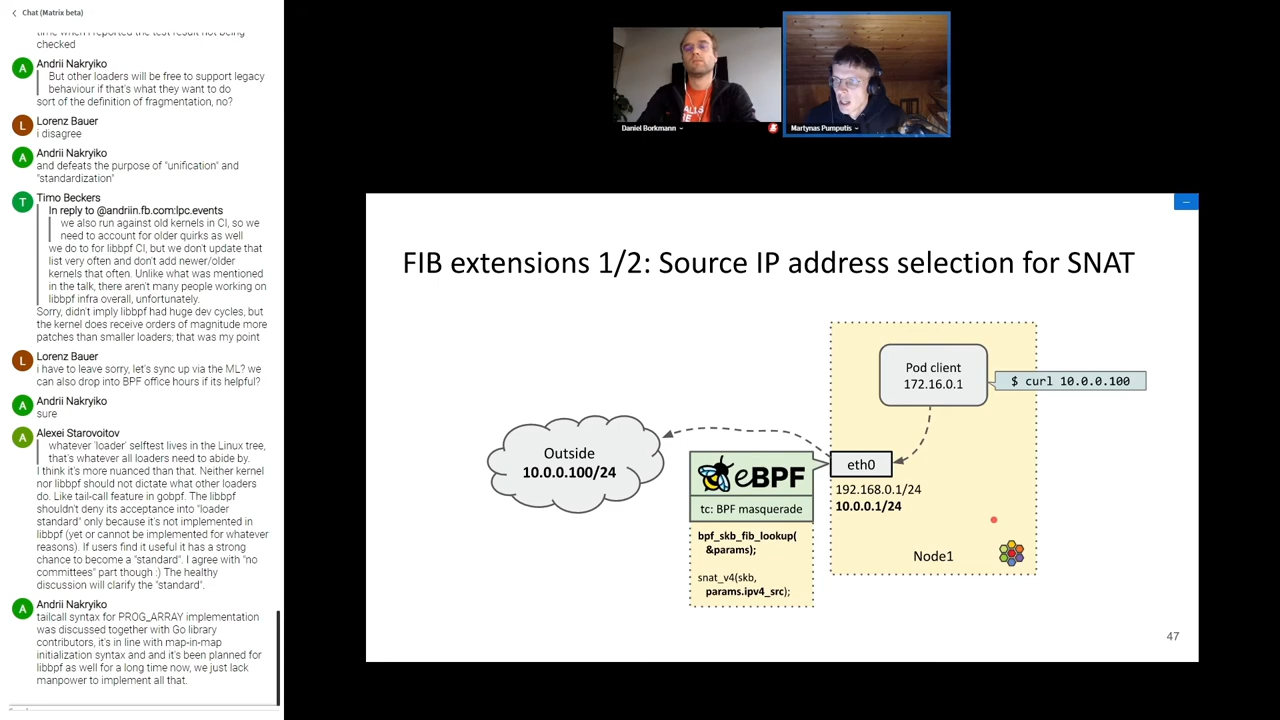 Chat (Matrix beta)
time when I reported the test result not being
checked
Andrii Nakryiko
But other loaders will be free to support legacy
behaviour if that's what they want to do
sort of the definition of fragmentation, no?
Lorenz Bauer
i disagree
Andrii Nakryiko
and defeats the purpose of "unification" and
"standardization"
Timo Beckers
In reply to @andriin.fb.com:lpc.events
we also run against old kernels in CI, so we
need to account for older quirks as well
we do to for libbpf CI, but we don't update that
list very often and don't add newer/older
kernels that often. Unlike what was mentioned
in the talk, there aren't many people working on
libbpf infra overall, unfortunately.
Sorry, didn't imply libbpf had huge dev cycles, but
the kernel does receive orders of magnitude more
patches than smaller loaders; that was my point
Lorenz Bauer
i have to leave sorry, let's sync up via the ML? we
can also drop into BPF office hours if its helpful?
Andrii Nakryiko
sure
Alexei Starovoitov
whatever 'loader' selftest lives in the Linux tree,
that's whatever all loaders need to abide by.
I think it's more nuanced than that. Neither kernel
nor libbpf should not dictate what other loaders
do. Like tail-call feature in gobpf. The libbpf
shouldn't deny its acceptance into "loader
standard" only because it's not implemented in
libbpf (yet or cannot be implemented for whatever
reasons). If users find it useful it has a strong
chance to become a "standard". I agree with "no
committees" part though :) The healthy
discussion will clarify the "standard".
Andrii Nakryiko
tailcall syntax for PROG_ARRAY implementation
was discussed together with Go library
contributors, it's in line with map-in-map
initialization syntax and and it's been planned for
libbpf as well for a long time now, we just lack
manpower to implement all that.
Daniel Borkmann
Martynas Pumputis
FIB extensions 1/2: Source IP address selection for SNAT
Pod client
172.16.0.1
$ curl 10.0.0.100
Outside
10.0.0.100/24
eBPF
tc: BPF masquerade
eth0
192.168.0.1/24
10.0.0.1/24
bpf_skb_fib_lookup(
&params);
snat_v4(skb,
params.ipv4_src);
Node1
47